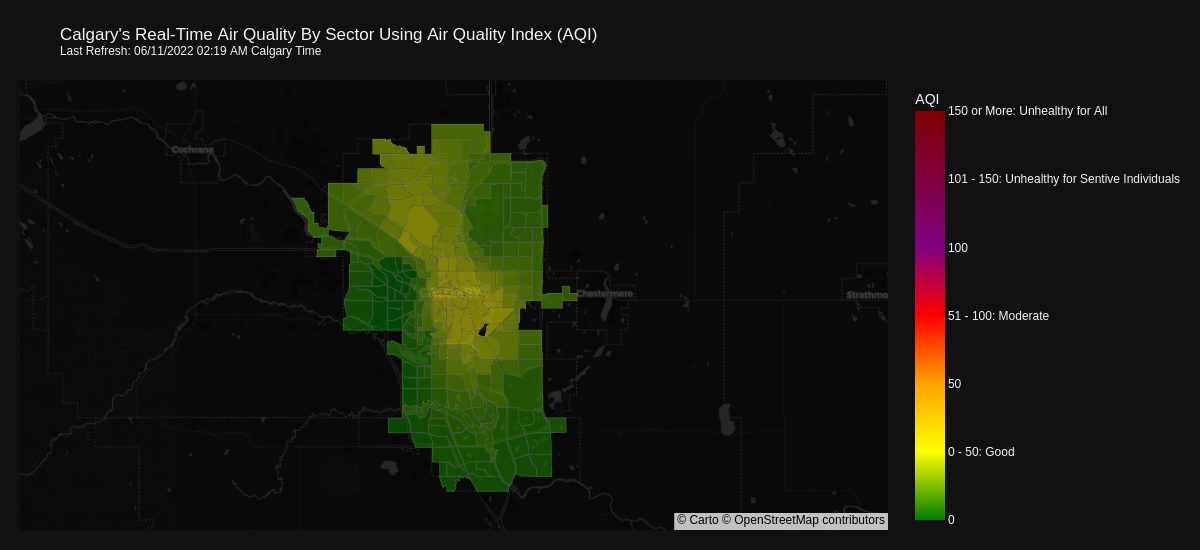 Calgary's Real-Time Air Quality By Sector Using Air Quality Index (AQI)
Last Refresh: 06/11/2022 02:19 AM Calgary Time
AQI
150 or More: Unhealthy for All
101 - 150: Unhealthy for Sentive Individuals
100
51 - 100: Moderate
50
0 - 50: Good
0
Cochrane
Chestermere
Strathmo
© Carto © OpenStreetMap contributors